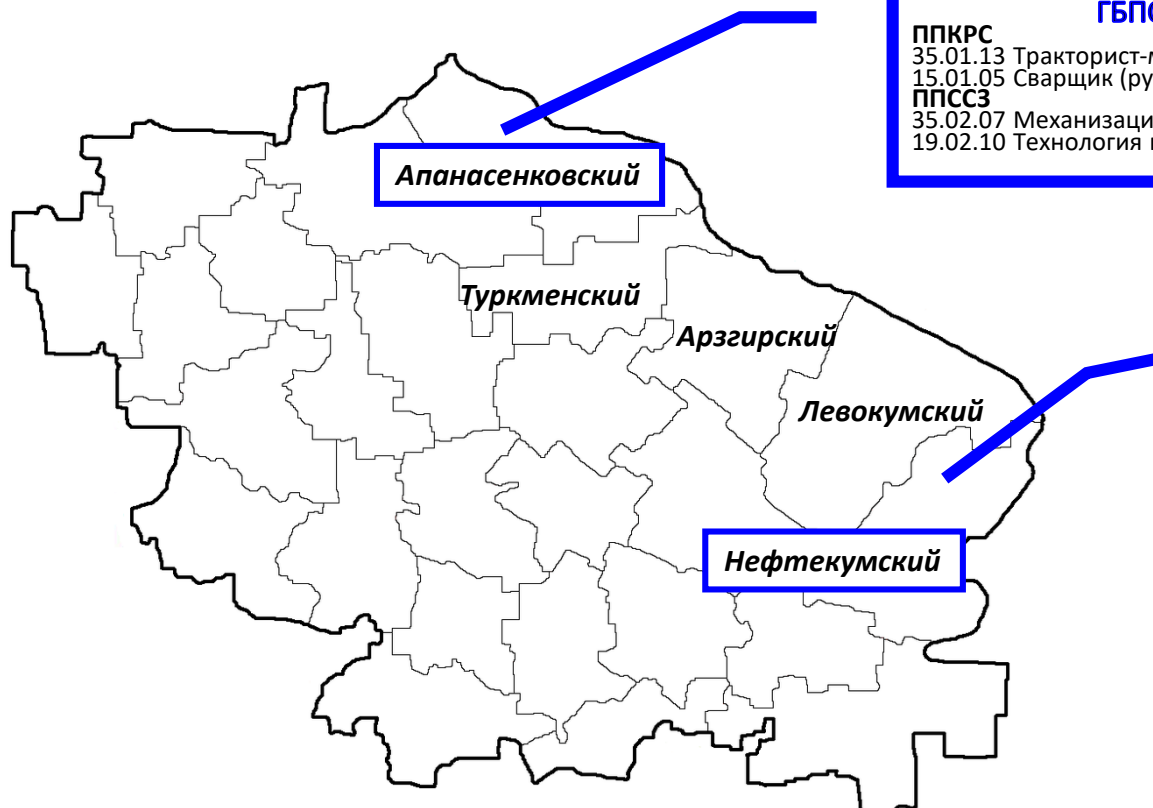 ГБП
ППКРС
35.01.13 Тракторист-
15.01.05 Сварщик (ру
ППССЗ
35.02.07 Механизаци
19.02.10 Технология
Апанасенковский
Туркменский
Арзгирский
Левокумский
Нефтекумский